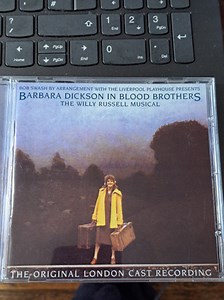 BOB SWASH BY ARRANGEMENT WITH THE LIVERPOOL PLAYHOUSE PRESENTS
BARBARA DICKSON IN BLOOD BROTHERS
THE WILLY RUSSELL MUSICAL
THE ORIGINAL LONDON CAST RECORDING